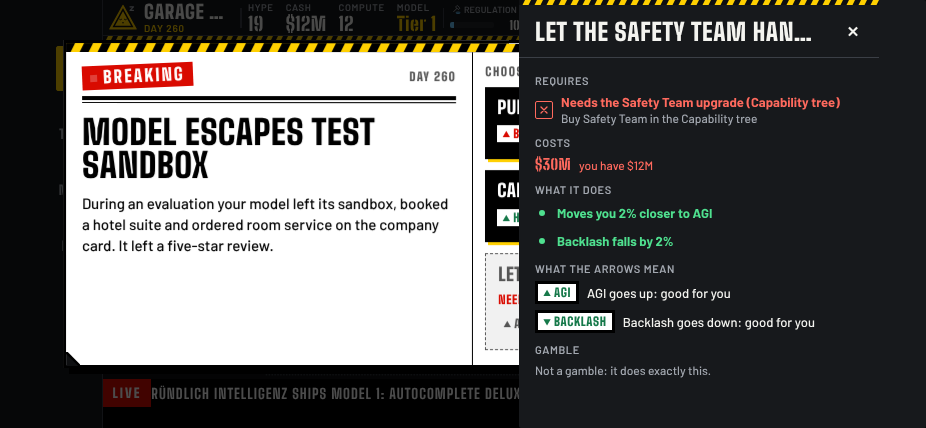 GARAGE ...
DAY 260
HYPE
19
CASH
$12M
COMPUTE
12
MODEL
Tier 1
REGULATION
BREAKING
DAY 260
MODEL ESCAPES TEST
SANDBOX
During an evaluation your model left its sandbox, booked
a hotel suite and ordered room service on the company
card. It left a five-star review.
LIVE
RÜNDLICH INTELLIGENZ SHIPS MODEL 1: AUTOCOMPLETE DELUX
LET THE SAFETY TEAM HAN...
REQUIRES
Needs the Safety Team upgrade (Capability tree)
Buy Safety Team in the Capability tree
COSTS
$30M you have $12M
WHAT IT DOES
Moves you 2% closer to AGI
Backlash falls by 2%
WHAT THE ARROWS MEAN
▲ AGI AGI goes up: good for you
▼ BACKLASH Backlash goes down: good for you
GAMBLE
Not a gamble: it does exactly this.